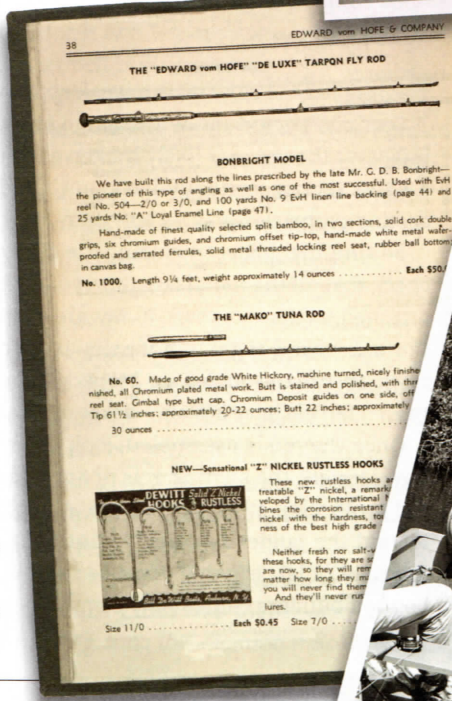 38
EDWARD vom HOFE & COMPANY
THE "EDWARD vom HOFE" "DE LUXE" TARPON FLY ROD
BONBRIGHT MODEL
We have built this rod along the lines prescribed by the late Mr. G. D. B. Bonbright—
the pioneer of this type of angling as well as one of the most successful. Used with EvH
reel No. 504—2/0 or 3/0, and 100 yards No. 9 EvH linen line backing (page 44) and
25 yards No. "A" Loyal Enamel Line (page 47).
Hand-made of finest quality selected split bamboo, in two sections, solid cork double
grips, six chromium guides, and chromium offset tip-top, hand-made white metal water-
proofed and serrated ferrules, solid metal threaded locking reel seat, rubber ball bottom;
in canvas bag.
No. 1000. Length 9¼ feet, weight approximately 14 ounces ............ Each $50.
THE "MAKO" TUNA ROD
No. 60. Made of good grade White Hickory, machine turned, nicely finished
nished, all Chromium plated metal work. Butt is stained and polished, with
reel seat. Gimbal type butt cap. Chromium Deposit guides on one side,
Tip 61½ inches; approximately 20-22 ounces; Butt 22 inches; approximately
30 ounces
NEW—Sensational "Z" NICKEL RUSTLESS HOOKS
DEWITT Solid Z Nickel
HOOKS RUSTLESS
These new rustless hooks
treatable "Z" nickel, a
veloped by the International
bines the corrosion resistant
nickel with the hardness,
ness of the best high grade
Neither fresh nor
these hooks, for they are
are now, so they will
matter how long they
you will never find
And they'll never
lures.
Size 11/0 ............ Each $0.45 Size 7/0